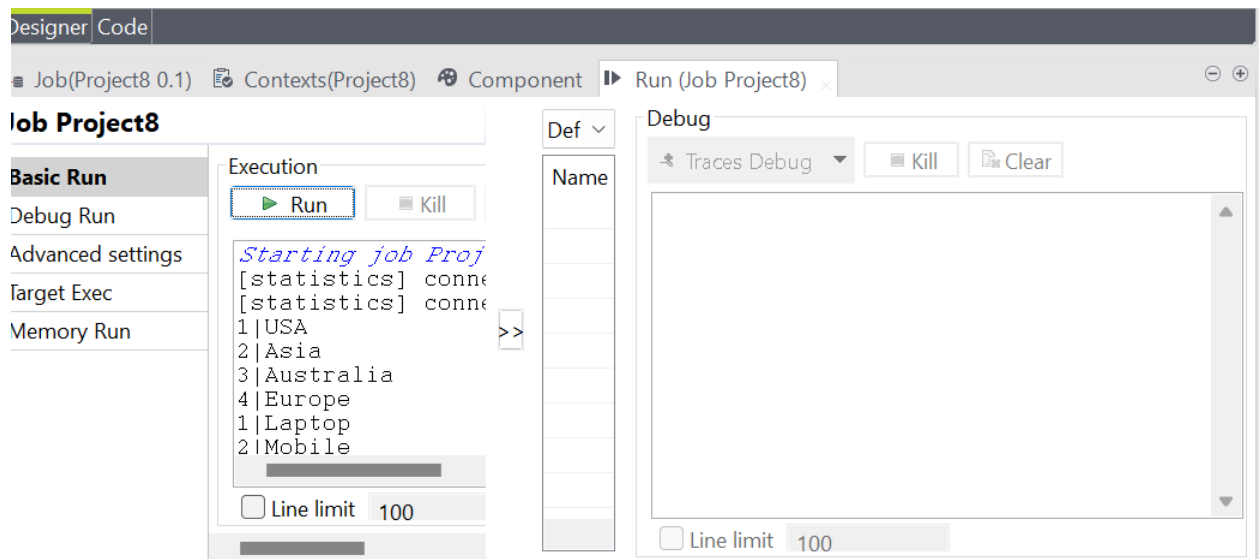 Designer Code
Job(Project8 0.1) Contexts(Project8) Component Run (Job Project8)
Job Project8
Basic Run
Debug Run
Advanced settings
Target Exec
Memory Run
Execution
Run Kill
Starting job Proj
[statistics] conne
[statistics] conne
1|USA
2|Asia
3|Australia
4|Europe
1|Laptop
2|Mobile
Line limit 100
>>
Def
Name
Debug
Traces Debug Kill Clear
Line limit 100